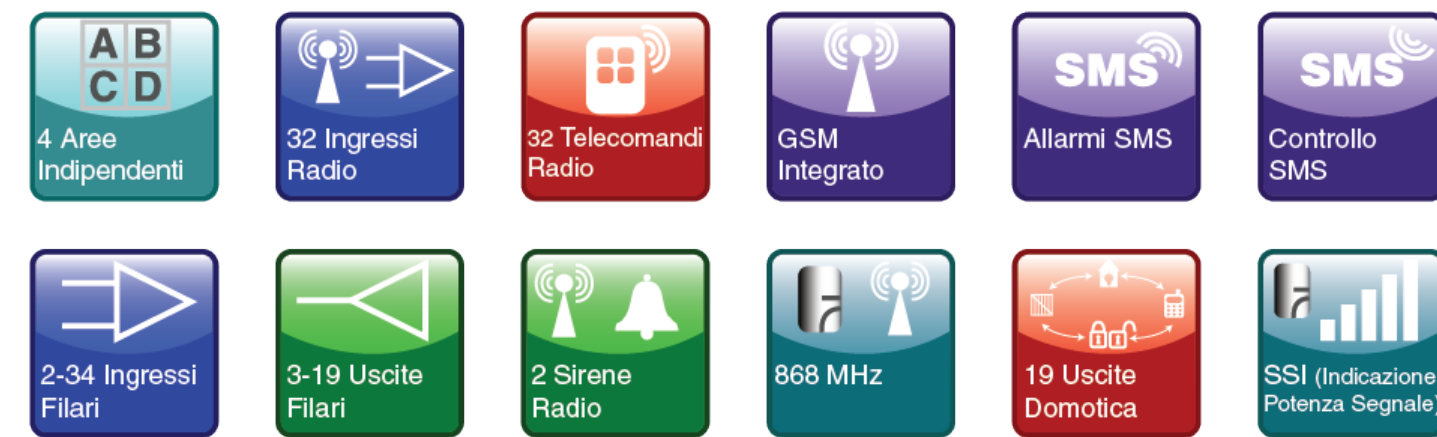 A B
C D
4 Aree
Indipendenti
32 Ingressi
Radio
32 Telecomandi
Radio
GSM
Integrato
SMS
Allarmi SMS
SMS
Controllo
SMS
2-34 Ingressi
Filari
3-19 Uscite
Filari
2 Sirene
Radio
868 MHz
19 Uscite
Domotica
SSI (Indicazione
Potenza Segnale)